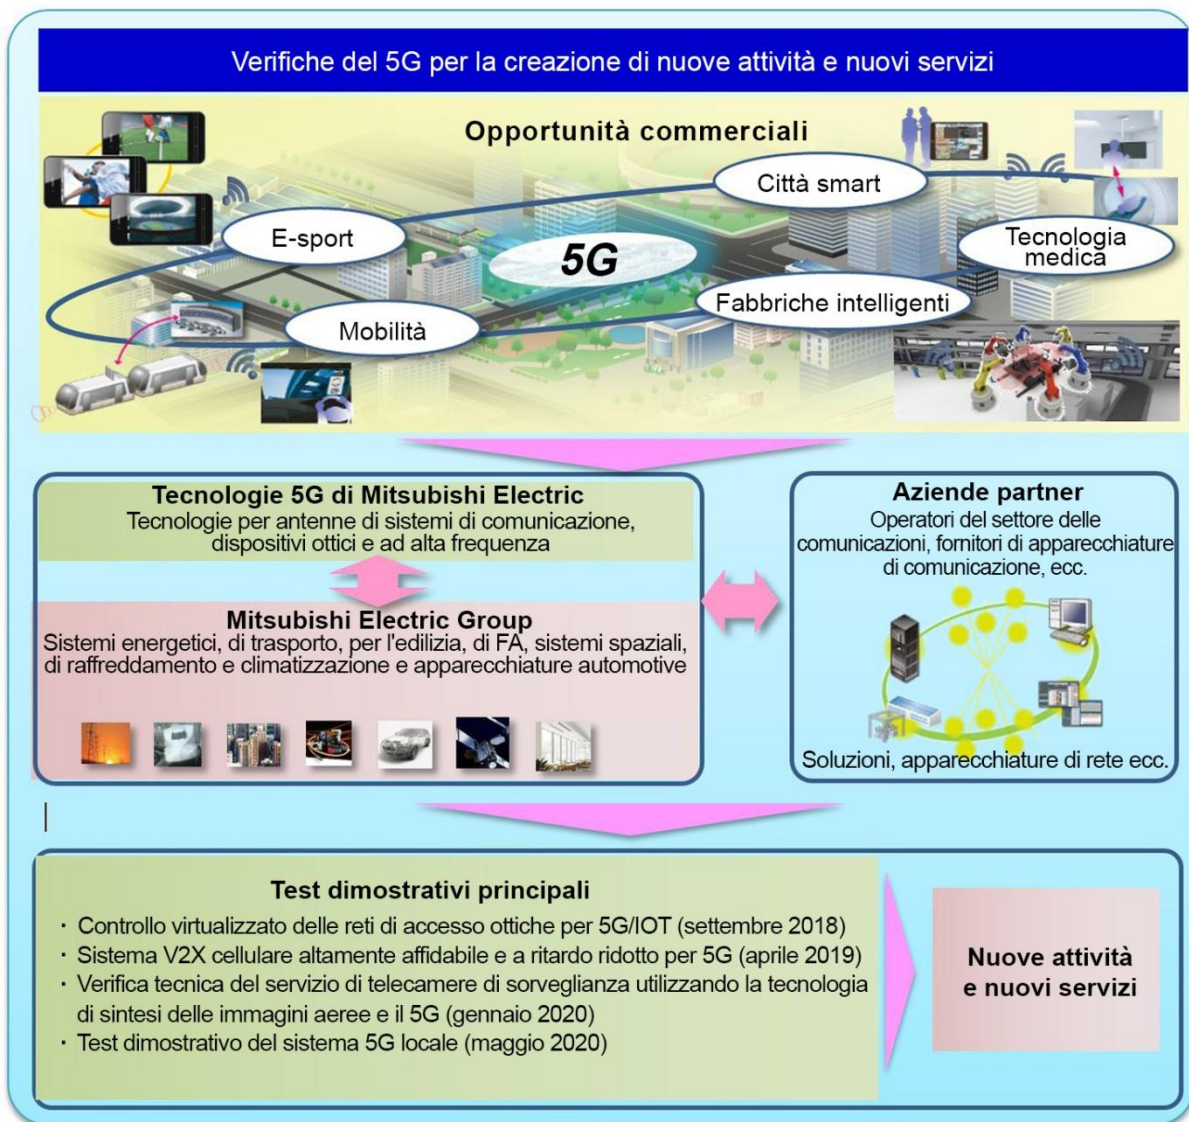 Verifiche del 5G per la creazione di nuove attività e nuovi servizi
Opportunità commerciali
Città smart
E-sport
5G
Tecnologia
medica
Fabbriche intelligenti
Mobilità
Tecnologie 5G di Mitsubishi Electric
Tecnologie per antenne di sistemi di comunicazione,
dispositivi ottici e ad alta frequenza
Mitsubishi Electric Group
Sistemi energetici, di trasporto, per l'edilizia, di FA, sistemi spaziali,
di raffreddamento e climatizzazione e apparecchiature automotive
Aziende partner
Operatori del settore delle
comunicazioni, fornitori di apparecchiature
di comunicazione, ecc.
Soluzioni, apparecchiature di rete ecc.
Test dimostrativi principali
· Controllo virtualizzato delle reti di accesso ottiche per 5G/IOT (settembre 2018)
· Sistema V2X cellulare altamente affidabile e a ritardo ridotto per 5G (aprile 2019)
· Verifica tecnica del servizio di telecamere di sorveglianza utilizzando la tecnologia
di sintesi delle immagini aeree e il 5G (gennaio 2020)
· Test dimostrativo del sistema 5G locale (maggio 2020)
Nuove attività
e nuovi servizi